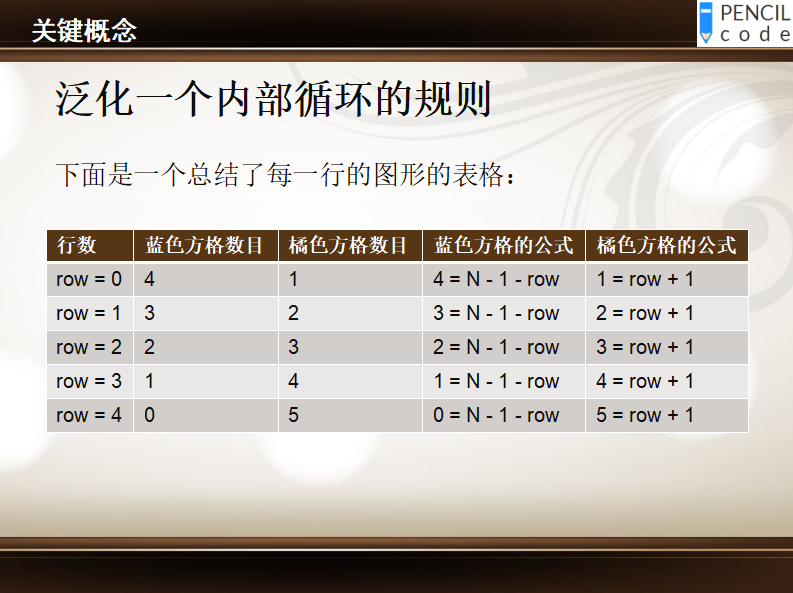 关键概念
PENCIL
code
泛化一个内部循环的规则
下面是一个总结了每一行的图形的表格：
行数 蓝色方格数目 橘色方格数目 蓝色方格的公式 橘色方格的公式
row = 0 4 1 4 = N - 1 - row 1 = row + 1
row = 1 3 2 3 = N - 1 - row 2 = row + 1
row = 2 2 3 2 = N - 1 - row 3 = row + 1
row = 3 1 4 1 = N - 1 - row 4 = row + 1
row = 4 0 5 0 = N - 1 - row 5 = row + 1